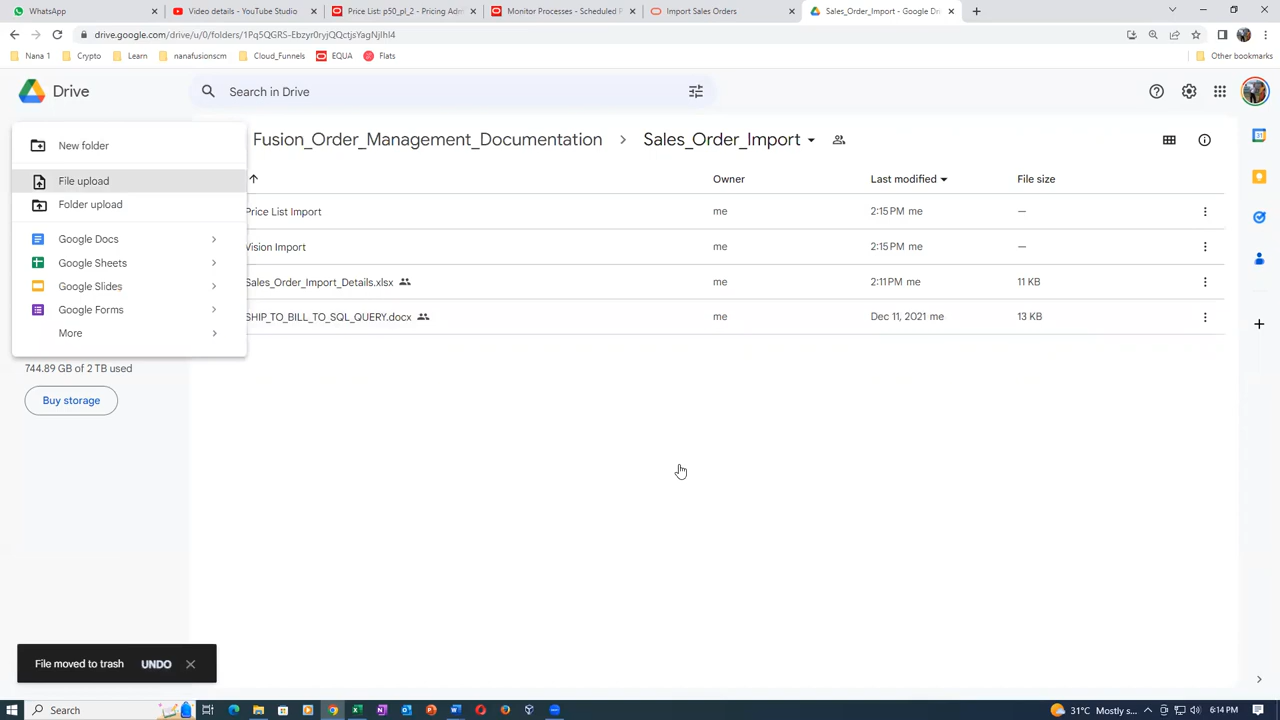 WhatsApp
Video details - YouTube Studio
Price List: p50_pl_2 - Pricing Adm
Monitor Processes - Scheduled P
Import Sales Orders
Sales_Order_Import - Google Dri
drive.google.com/drive/u/0/folders/1Pq5QGRS-Ebzyr0ryjQQctjsYagNjlhI4
Nana 1
Crypto
Learn
nanafusioncom
Cloud_Funnels
EQUA
Flats
Other bookmarks
Drive
Search in Drive
New folder
File upload
Folder upload
Google Docs
Google Sheets
Google Slides
Google Forms
More
744.89 GB of 2 TB used
Buy storage
Fusion_Order_Management_Documentation
Sales_Order_Import
Owner
Last modified
File size
Price List Import
me
2:15 PM me
—
Vision Import
me
2:15 PM me
—
Sales_Order_Import_Details.xlsx
me
2:11 PM me
11 KB
SHIP_TO_BILL_TO_SQL_QUERY.docx
me
Dec 11, 2021 me
13 KB
File moved to trash
UNDO
Search
31°C Mostly s...
6:14 PM